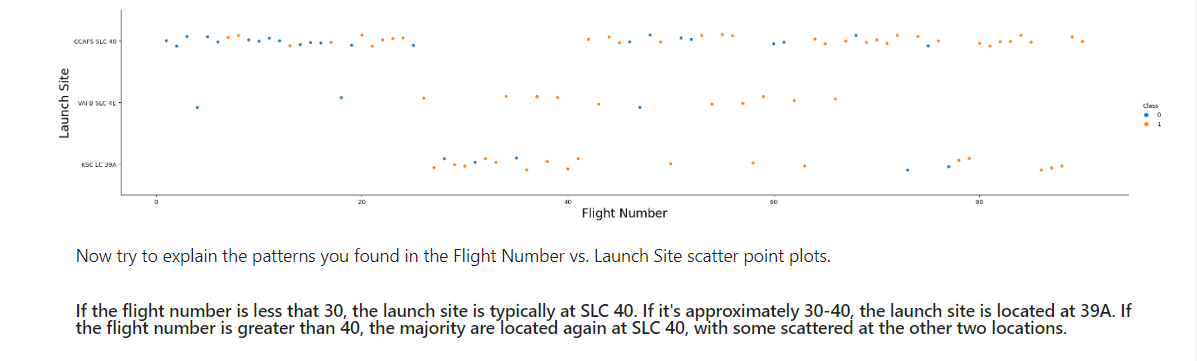 CCAFS SLC 40
VAFB SLC 4E
KSC LC 39A
Launch Site
0 20 40 60 80
Flight Number
Class
0
1
Now try to explain the patterns you found in the Flight Number vs. Launch Site scatter point plots.
If the flight number is less that 30, the launch site is typically at SLC 40. If it's approximately 30-40, the launch site is located at 39A. If
the flight number is greater than 40, the majority are located again at SLC 40, with some scattered at the other two locations.